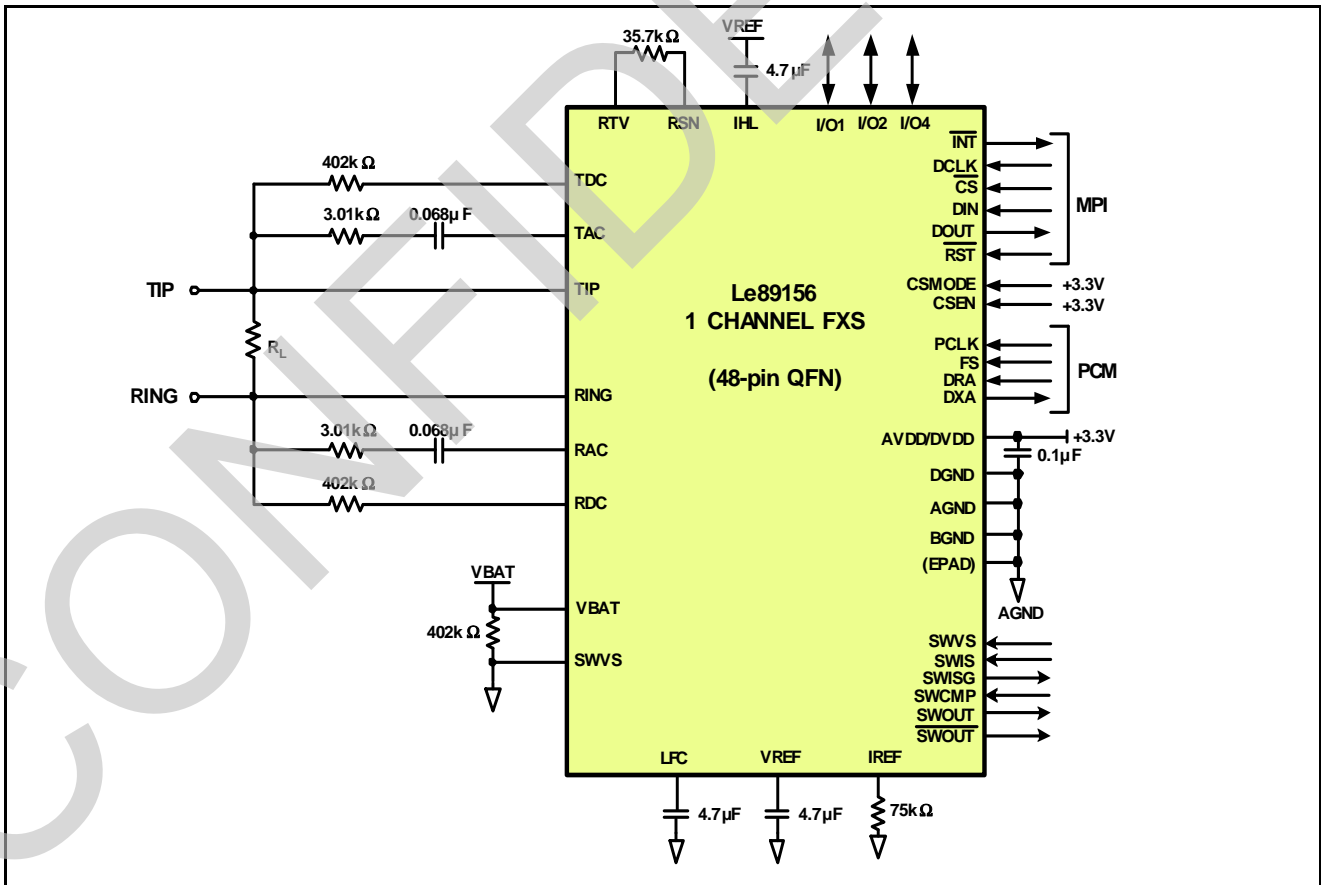 VREF
35.7kΩ
4.7µF
RTV RSN IHL I/O1 I/O2 I/O4
INT
DCLK
CS
DIN
DOUT
RST
MPI
402kΩ
TDC
3.01kΩ 0.068µF
TAC
TIP
TIP
R_L
RING
RING
3.01kΩ 0.068µF
RAC
402kΩ
RDC
Le89156
1 CHANNEL FXS
(48-pin QFN)
CSMODE +3.3V
CSEN +3.3V
PCLK
FS
DRA
DXA
PCM
AVDD/DVDD +3.3V
0.1µF
DGND
AGND
BGND
(EPAD)
AGND
VBAT
VBAT
402kΩ
SWVS
SWVS
SWIS
SWISG
SWCMP
SWOUT
SWOUT
LFC VREF IREF
4.7µF 4.7µF 75kΩ
CONFIDE